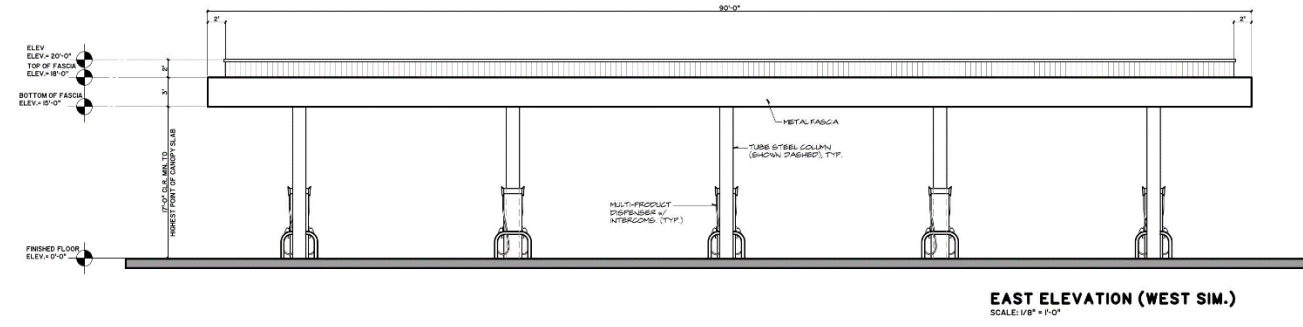 90'-0"
2'
2'
ELEV
ELEV.= 20'-0"
TOP OF FASCIA
ELEV.= 18'-0"
2'
3'
BOTTOM OF FASCIA
ELEV.= 15'-0"
METAL FASCIA
TUBE STEEL COLUMN
(SHOWN DASHED), TYP.
17'-0" CLR. MIN. TO
HIGHEST POINT OF CANOPY SLAB
MULTI-PRODUCT
DISPENSER w/
INTERCOMS. (TYP.)
FINISHED FLOOR
ELEV.= 0'-0"
EAST ELEVATION (WEST SIM.)
SCALE: 1/8" = 1'-0"